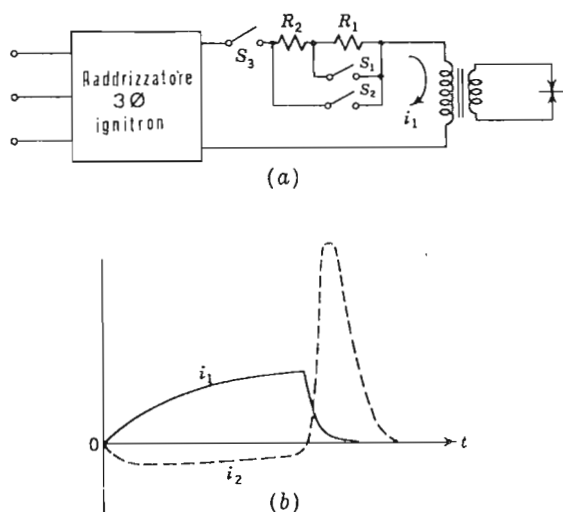 R₂ R₁
S₃
S₁
S₂
Raddrizzatore
3Ø
ignitron
i₁
(a)
i₁
0
t
i₂
(b)